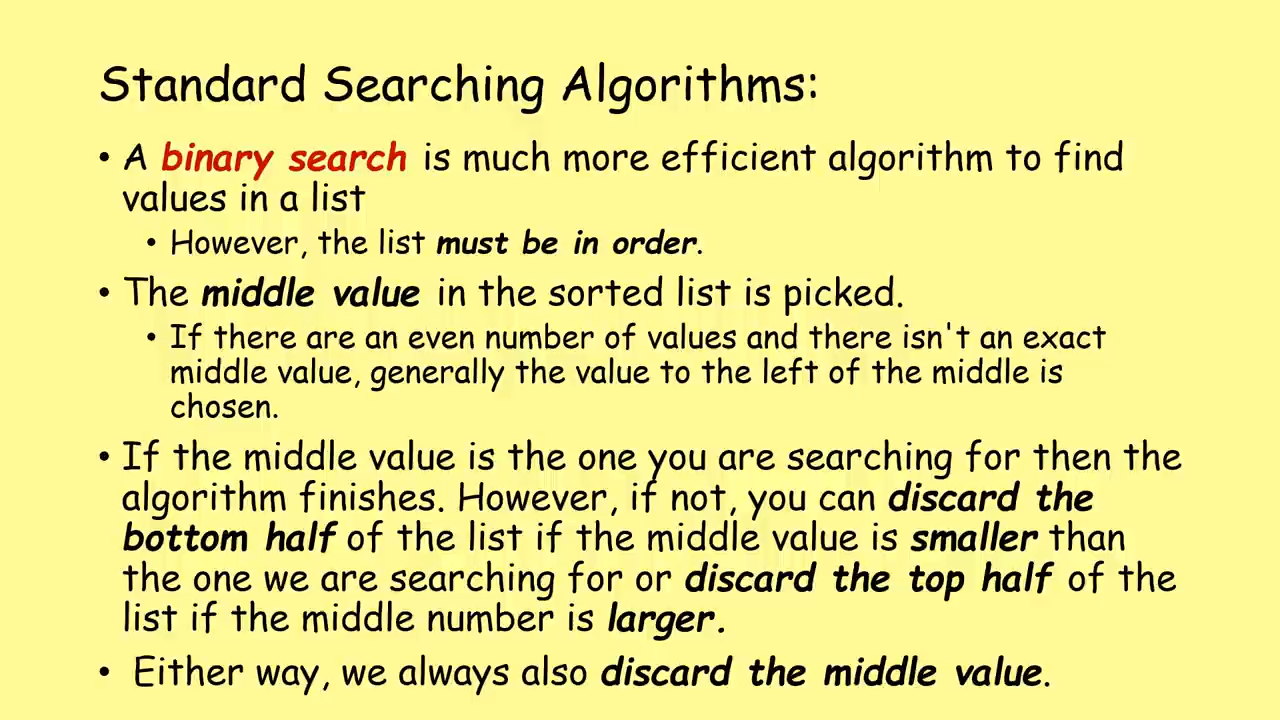 Standard Searching Algorithms:
• A binary search is much more efficient algorithm to find
values in a list
• However, the list must be in order.
• The middle value in the sorted list is picked.
• If there are an even number of values and there isn't an exact
middle value, generally the value to the left of the middle is
chosen.
• If the middle value is the one you are searching for then the
algorithm finishes. However, if not, you can discard the
bottom half of the list if the middle value is smaller than
the one we are searching for or discard the top half of the
list if the middle number is larger.
• Either way, we always also discard the middle value.